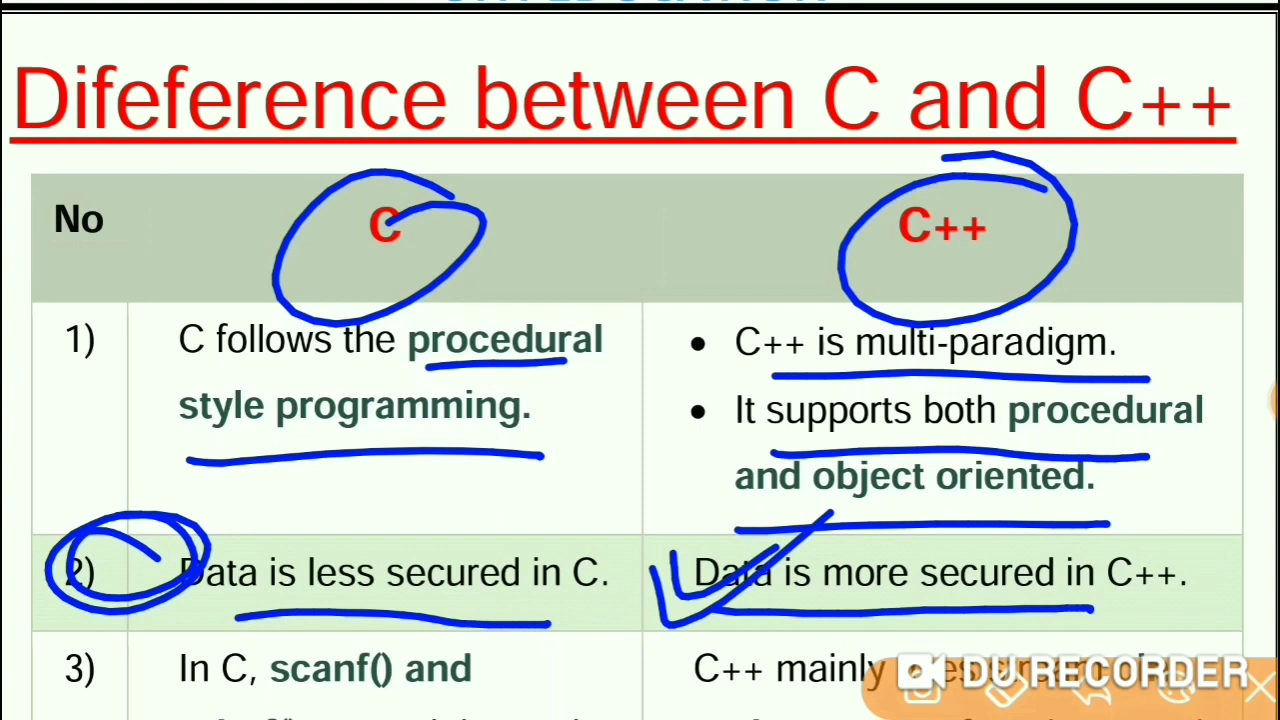 Difeference between C and C++
No
C
C++
1)
C follows the procedural
style programming.
• C++ is multi-paradigm.
• It supports both procedural
and object oriented.
2)
Data is less secured in C.
Data is more secured in C++.
3)
In C, scanf() and
C++ mainly
DU RECORDER